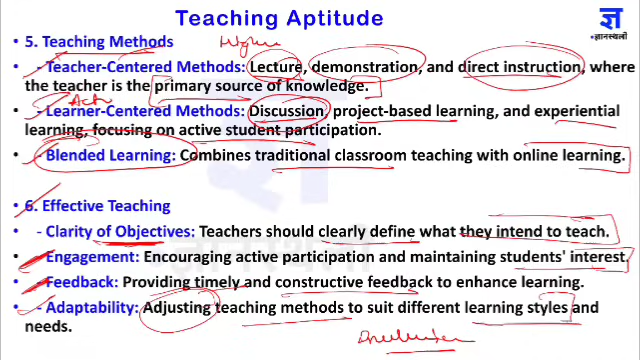 Teaching Aptitude
ज्ञ
ज्ञानस्थली
• 5. Teaching Methods
Higher
• - Teacher-Centered Methods: Lecture, demonstration, and direct instruction, where
the teacher is the primary source of knowledge.
• - Learner-Centered Methods: Discussion, project-based learning, and experiential
learning, focusing on active student participation.
• - Blended Learning: Combines traditional classroom teaching with online learning.
• 6. Effective Teaching
• - Clarity of Objectives: Teachers should clearly define what they intend to teach.
• - Engagement: Encouraging active participation and maintaining students' interest.
• - Feedback: Providing timely and constructive feedback to enhance learning.
• - Adaptability: Adjusting teaching methods to suit different learning styles and
needs.